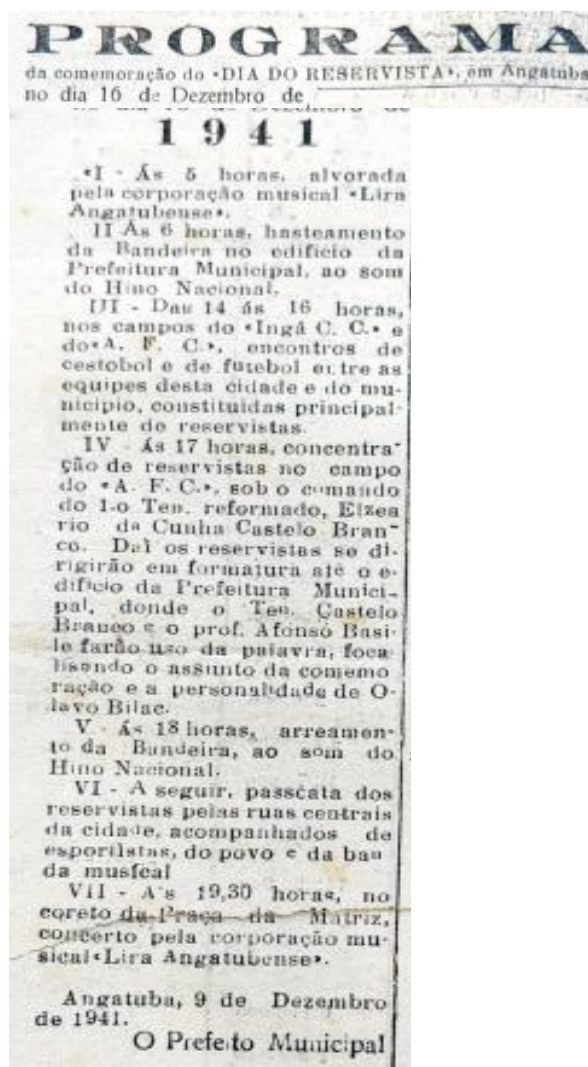 PROGRAMA
da comemoração do «DIA DO RESERVISTA», em Angatuba
no dia 16 de Dezembro de
1941
«I - Ás 5 horas, alvorada
pela corporação musical «Lira
Angatubense».
II Ás 6 horas, hasteamento
da Bandeira no edificio da
Prefeitura Municipal, ao som
do Hino Nacional.
III - Das 14 ás 16 horas,
nos campos do «Ingá C. C.» e
do «A. F. C.», encontros de
cestobol e de futebol entre as
equipes desta cidade e do mu-
nicipio, constituidas principal-
mente de reservistas.
IV - Ás 17 horas, concentra-
ção de reservistas no campo
do «A. F. C.», sob o comando
do 1-o Ten. reformado, Elzea
rio da Cunha Castelo Bran-
co. Daí os reservistas se di-
rigirão em formatura até o e-
dificio da Prefeitura Munici-
pal, donde o Ten. Castelo
Branco e o prof. Afonso Basi-
le farão uso da palavra, foca
lisando o assunto da comemo
ração e a personalidade de O-
lavo Bilac.
V - Ás 18 horas, arreamen-
to da Bandeira, ao som do
Hino Nacional.
VI - A seguir, passeata dos
reservistas pelas ruas centrais
da cidade, acompanhados de
esportistas, do povo e da ban
da musical
VII - A's 19,30 horas, no
coreto da Praça da Matriz,
concerto pela corporação mu-
sical «Lira Angatubense».
Angatuba, 9 de Dezembro
de 1941.
O Prefeito Municipal